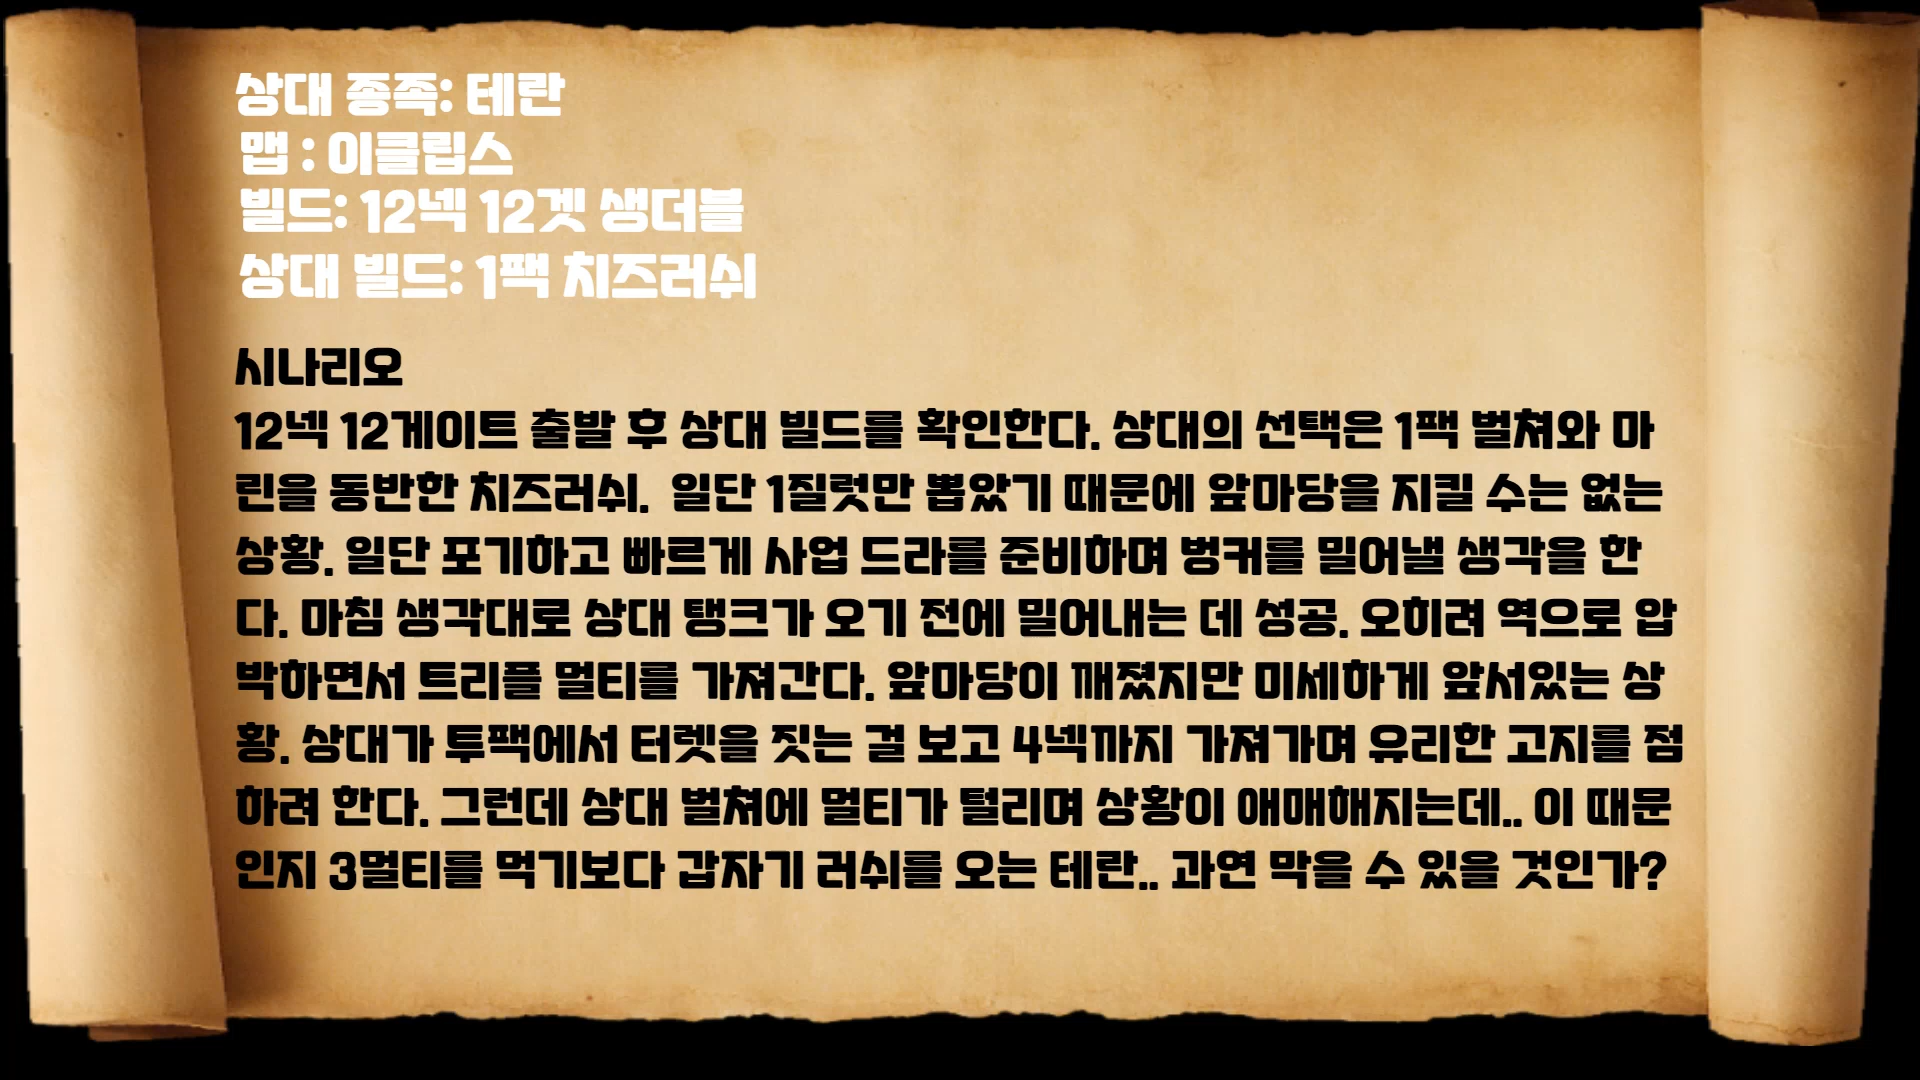 상대 종족: 테란
맵 : 이클립스
빌드: 12넥 12겟 생더블
상대 빌드: 1팩 치즈러쉬
시나리오
12넥 12게이트 출발 후 상대 빌드를 확인한다. 상대의 선택은 1팩 벌쳐와 마
린을 동반한 치즈러쉬. 일단 1질럿만 뽑았기 때문에 앞마당을 지킬 수는 없는
상황. 일단 포기하고 빠르게 사업 드라를 준비하며 벙커를 밀어낼 생각을 한
다. 마침 생각대로 상대 탱크가 오기 전에 밀어내는 데 성공. 오히려 역으로 압
박하면서 트리플 멀티를 가져간다. 앞마당이 깨졌지만 미세하게 앞서있는 상
황. 상대가 투팩에서 터렛을 짓는 걸 보고 4넥까지 가져가며 유리한 고지를 점
하려 한다. 그런데 상대 벌쳐에 멀티가 털리며 상황이 애매해지는데.. 이 때문
인지 3멀티를 먹기보다 갑자기 러쉬를 오는 테란.. 과연 막을 수 있을 것인가?